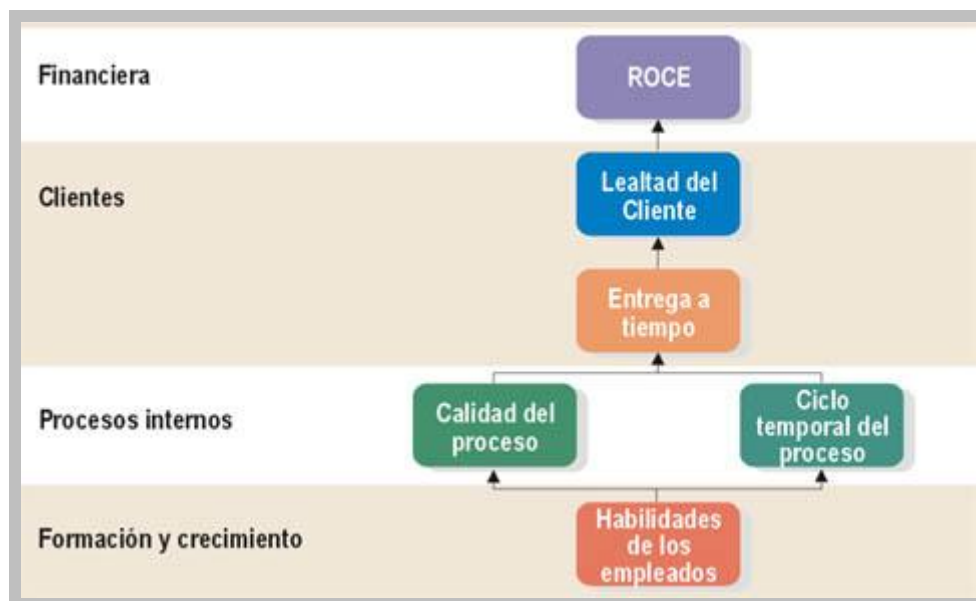 Financiera
ROCE
Clientes
Lealtad del
Cliente
Entrega a
tiempo
Procesos internos
Calidad del
proceso
Ciclo
temporal del
proceso
Formación y crecimiento
Habilidades
de los
empleados